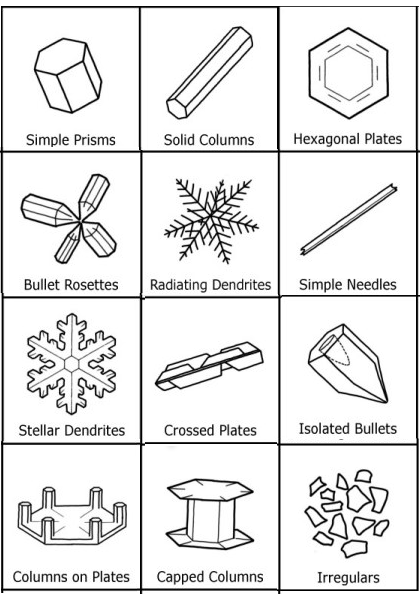 Simple Prisms
Solid Columns
Hexagonal Plates
Bullet Rosettes
Radiating Dendrites
Simple Needles
Stellar Dendrites
Crossed Plates
Isolated Bullets
Columns on Plates
Capped Columns
Irregulars